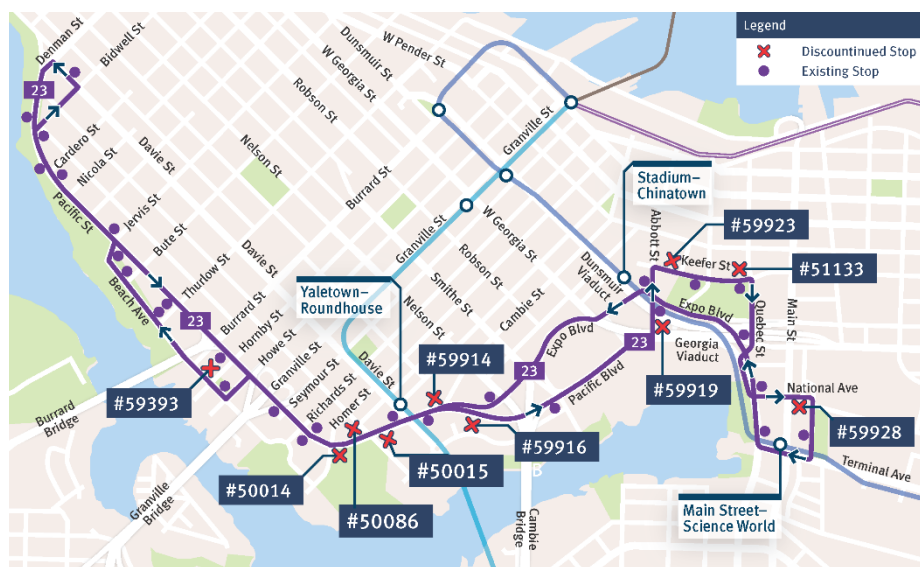 Legend
Discountinued Stop
Existing Stop
Denman St
Bidwell St
Dunsmuir St
W Pender St
W Georgia St
Robson St
Granville St
23
Cardero St
Nicola St
Davie St
Nelson St
Burrard St
Stadium–
Chinatown
#59923
Pacific St
Jervis St
Bute St
Granville St
W Georgia St
Abbott St
Keefer St
#51133
Thurlow St
Davie St
Yaletown–
Roundhouse
Robson St
Smithe St
Dunsmuir
Viaduct
Beach Ave
23
Burrard St
Hornby St
Howe St
Nelson St
Cambie St
Expo Blvd
Expo Blvd
Quebec St
Main St
Georgia
Viaduct
Granville St
Davie St
#59914
23
23
Pacific Blvd
#59919
#59393
Seymour St
Richards St
Homer St
National Ave
Burrard
Bridge
#59916
#59928
#50015
#50014
#50086
Granville
Bridge
B
Cambie
Bridge
Main Street–
Science World
Terminal Ave